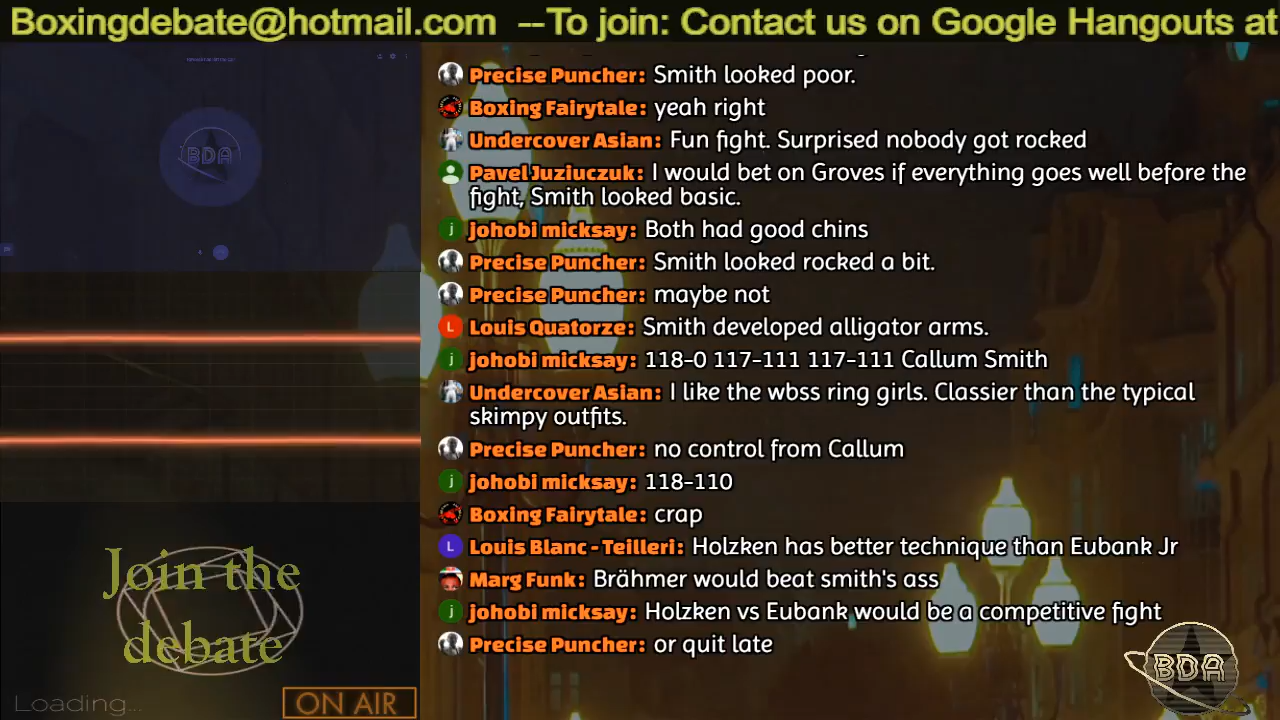 Boxingdebate@hotmail.com --To join: Contact us on Google Hangouts at
BDA
Precise Puncher: Smith looked poor.
Boxing Fairytale: yeah right
Undercover Asian: Fun fight. Surprised nobody got rocked
Pavel Juziuczuk: I would bet on Groves if everything goes well before the
fight, Smith looked basic.
j johobi micksay: Both had good chins
Precise Puncher: Smith looked rocked a bit.
Precise Puncher: maybe not
L Louis Quatorze: Smith developed alligator arms.
j johobi micksay: 118-0 117-111 117-111 Callum Smith
Undercover Asian: I like the wbss ring girls. Classier than the typical
skimpy outfits.
Precise Puncher: no control from Callum
j johobi micksay: 118-110
Boxing Fairytale: crap
L Louis Blanc - Teilleri: Holzken has better technique than Eubank Jr
Marg Funk: Brähmer would beat smith's ass
j johobi micksay: Holzken vs Eubank would be a competitive fight
Precise Puncher: or quit late
Join the
debate
Loading...
ON AIR
BDA